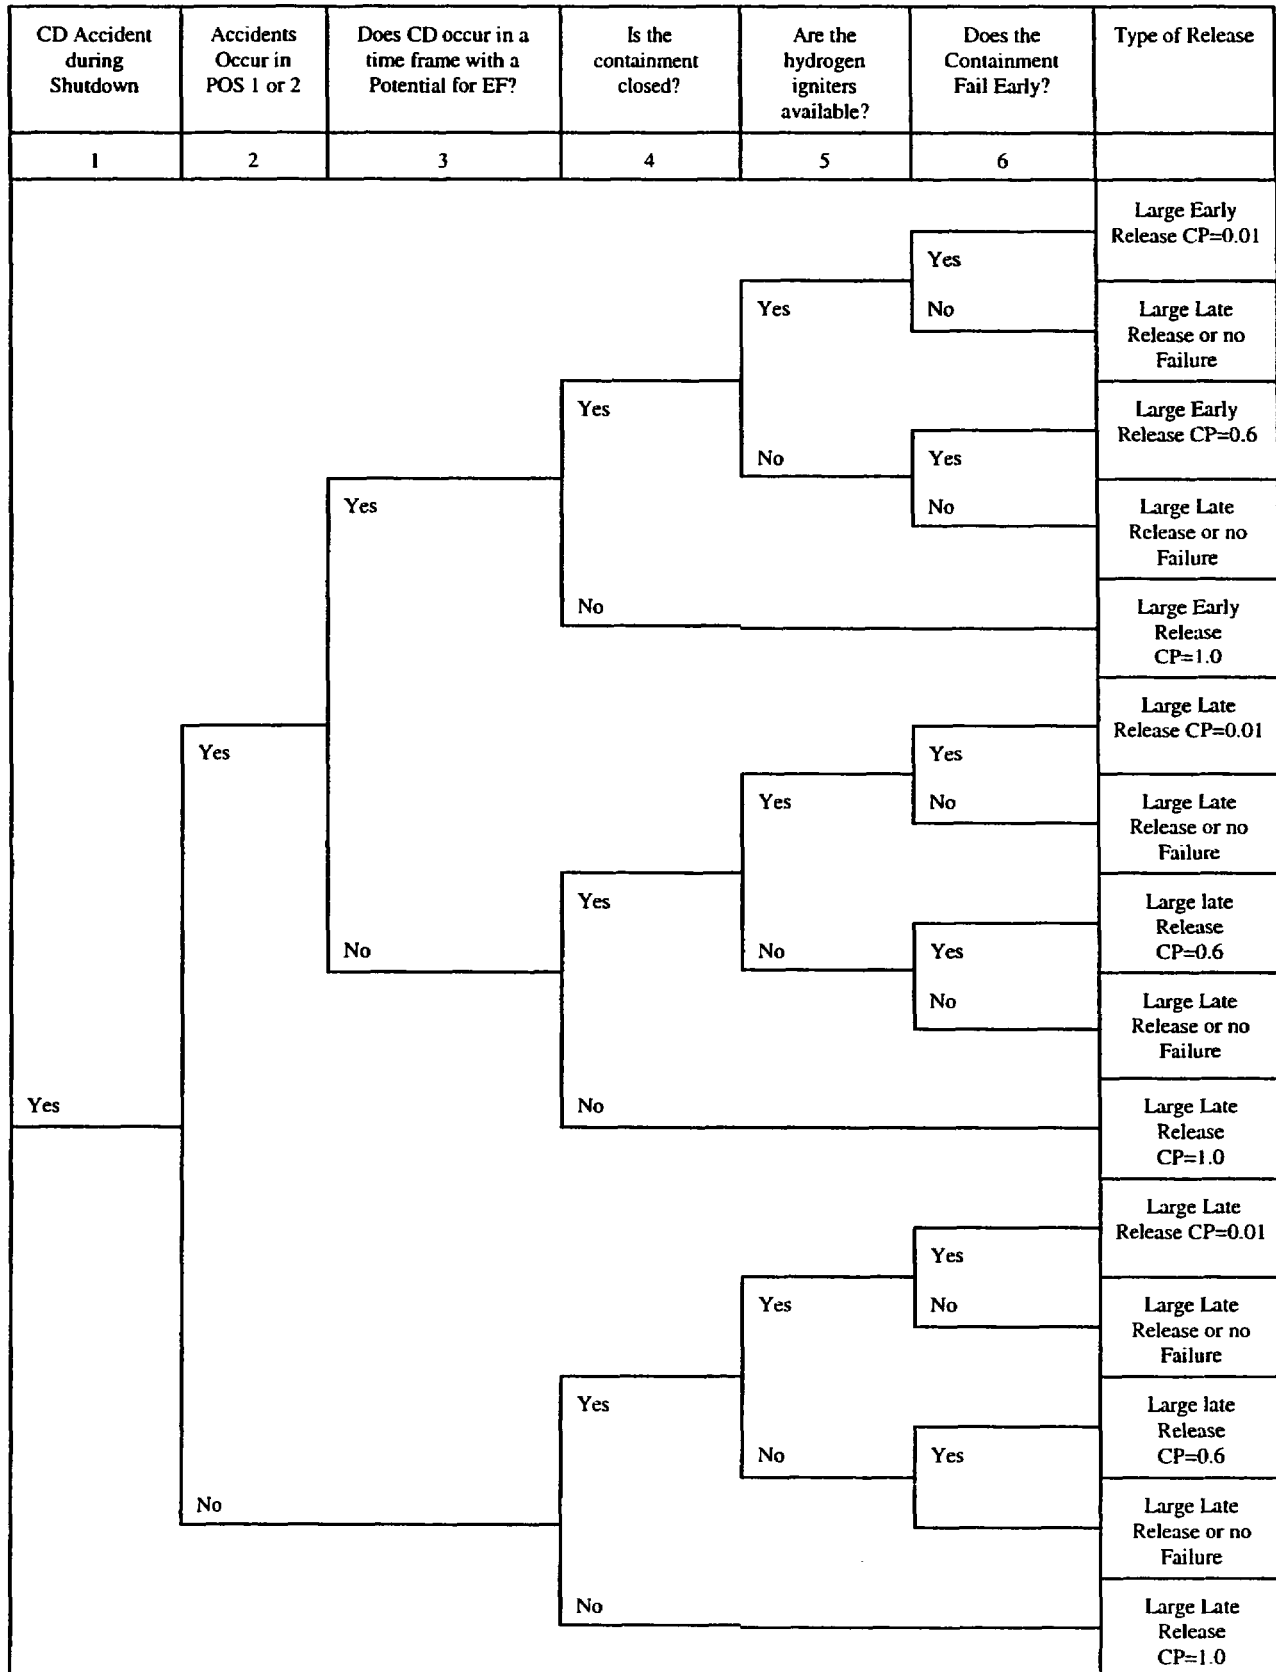 CD Accident
during
Shutdown
Accidents
Occur in
POS 1 or 2
Does CD occur in a
time frame with a
Potential for EF?
Is the
containment
closed?
Are the
hydrogen
igniters
available?
Does the
Containment
Fail Early?
Type of Release
1
2
3
4
5
6
Large Early
Release CP=0.01
Yes
Yes
No
Large Late
Release or no
Failure
Yes
Large Early
Release CP=0.6
No
Yes
Yes
No
Large Late
Release or no
Failure
No
Large Early
Release
CP=1.0
Large Late
Release CP=0.01
Yes
Yes
Yes
No
Large Late
Release or no
Failure
Yes
Large late
Release
CP=0.6
No
No
Yes
No
Large Late
Release or no
Failure
Yes
No
Large Late
Release
CP=1.0
Large Late
Release CP=0.01
Yes
Yes
No
Large Late
Release or no
Failure
Yes
Large late
Release
CP=0.6
No
Yes
No
Large Late
Release or no
Failure
No
Large Late
Release
CP=1.0